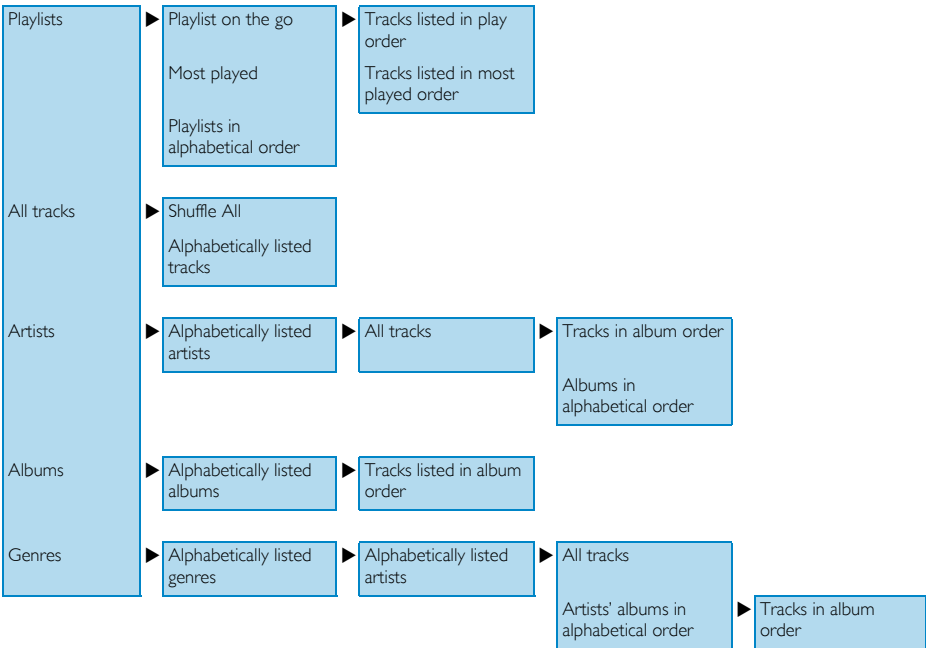 Playlists
Playlist on the go
Tracks listed in play
order
Most played
Tracks listed in most
played order
Playlists in
alphabetical order
All tracks
Shuffle All
Alphabetically listed
tracks
Artists
Alphabetically listed
artists
All tracks
Tracks in album order
Albums in
alphabetical order
Albums
Alphabetically listed
albums
Tracks listed in album
order
Genres
Alphabetically listed
genres
Alphabetically listed
artists
All tracks
Artists’ albums in
alphabetical order
Tracks in album
order